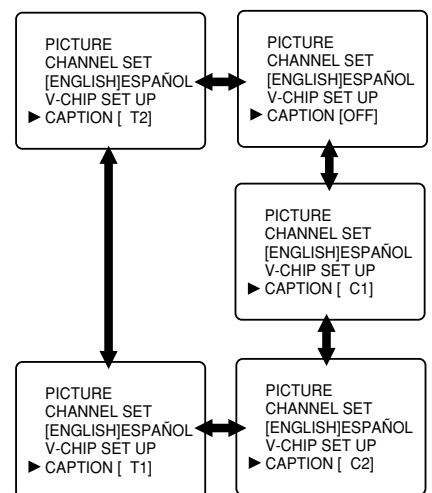 PICTURE
CHANNEL SET
[ENGLISH]ESPAÑOL
V-CHIP SET UP
▶ CAPTION [ T2]
PICTURE
CHANNEL SET
[ENGLISH]ESPAÑOL
V-CHIP SET UP
▶ CAPTION [OFF]
PICTURE
CHANNEL SET
[ENGLISH]ESPAÑOL
V-CHIP SET UP
▶ CAPTION [ C1]
PICTURE
CHANNEL SET
[ENGLISH]ESPAÑOL
V-CHIP SET UP
▶ CAPTION [ T1]
PICTURE
CHANNEL SET
[ENGLISH]ESPAÑOL
V-CHIP SET UP
▶ CAPTION [ C2]